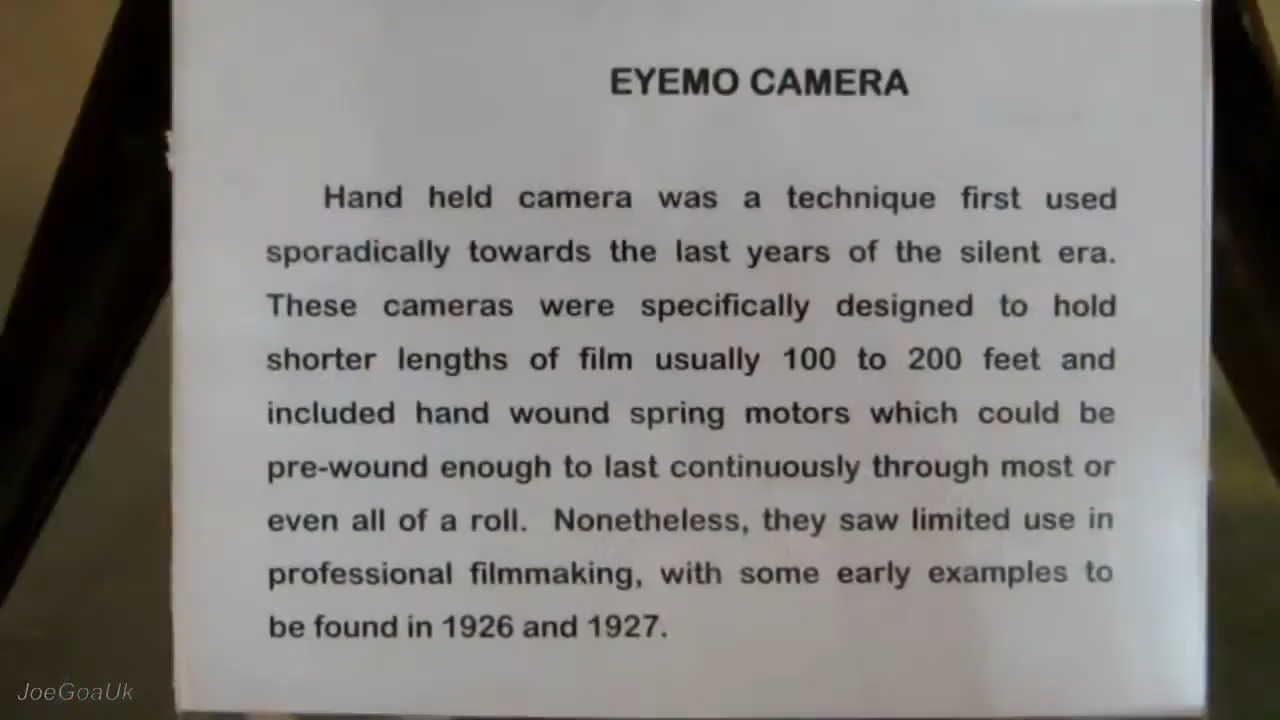 EYEMO CAMERA
Hand held camera was a technique first used
sporadically towards the last years of the silent era.
These cameras were specifically designed to hold
shorter lengths of film usually 100 to 200 feet and
included hand wound spring motors which could be
pre-wound enough to last continuously through most or
even all of a roll.  Nonetheless, they saw limited use in
professional filmmaking, with some early examples to
be found in 1926 and 1927.
JoeGoaUk